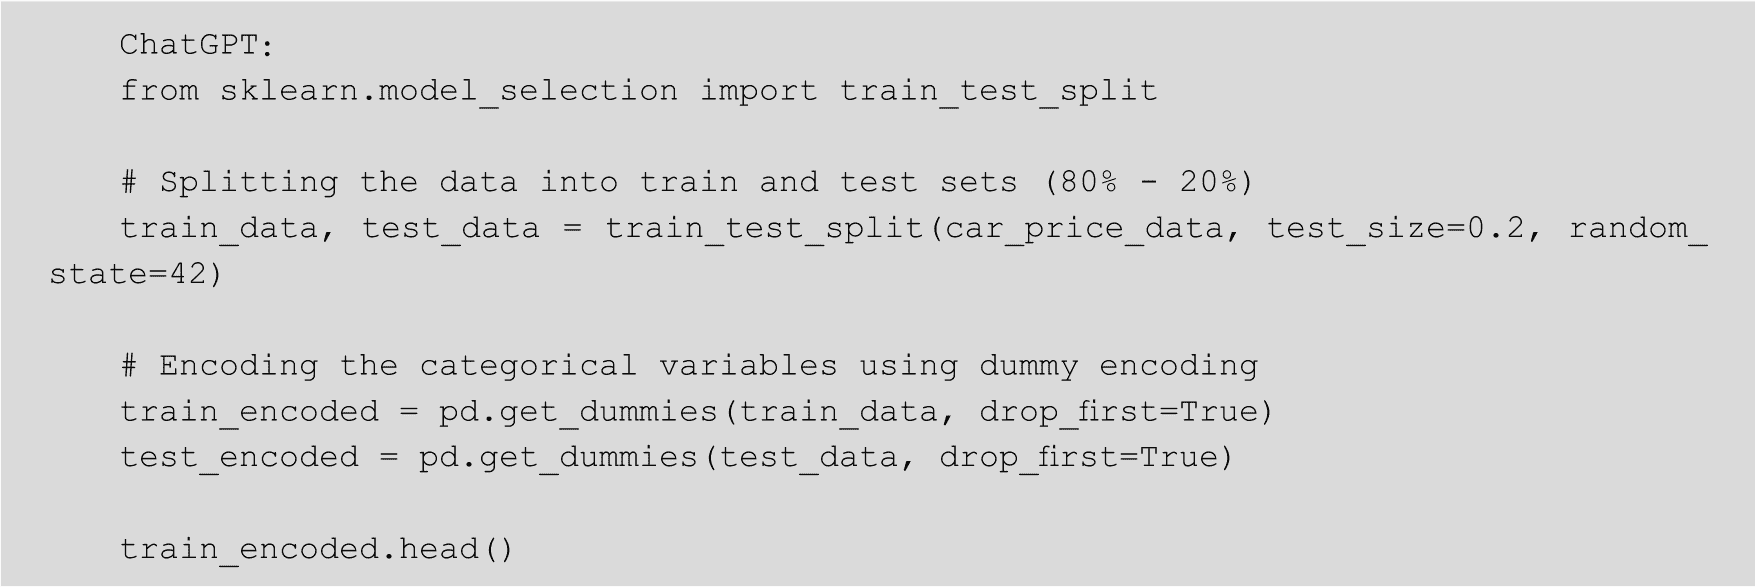 ChatGPT:
from sklearn.model_selection import train_test_split
# Splitting the data into train and test sets (80% - 20%)
train_data, test_data = train_test_split(car_price_data, test_size=0.2, random_
state=42)
# Encoding the categorical variables using dummy encoding
train_encoded = pd.get_dummies(train_data, drop_first=True)
test_encoded = pd.get_dummies(test_data, drop_first=True)
train_encoded.head()